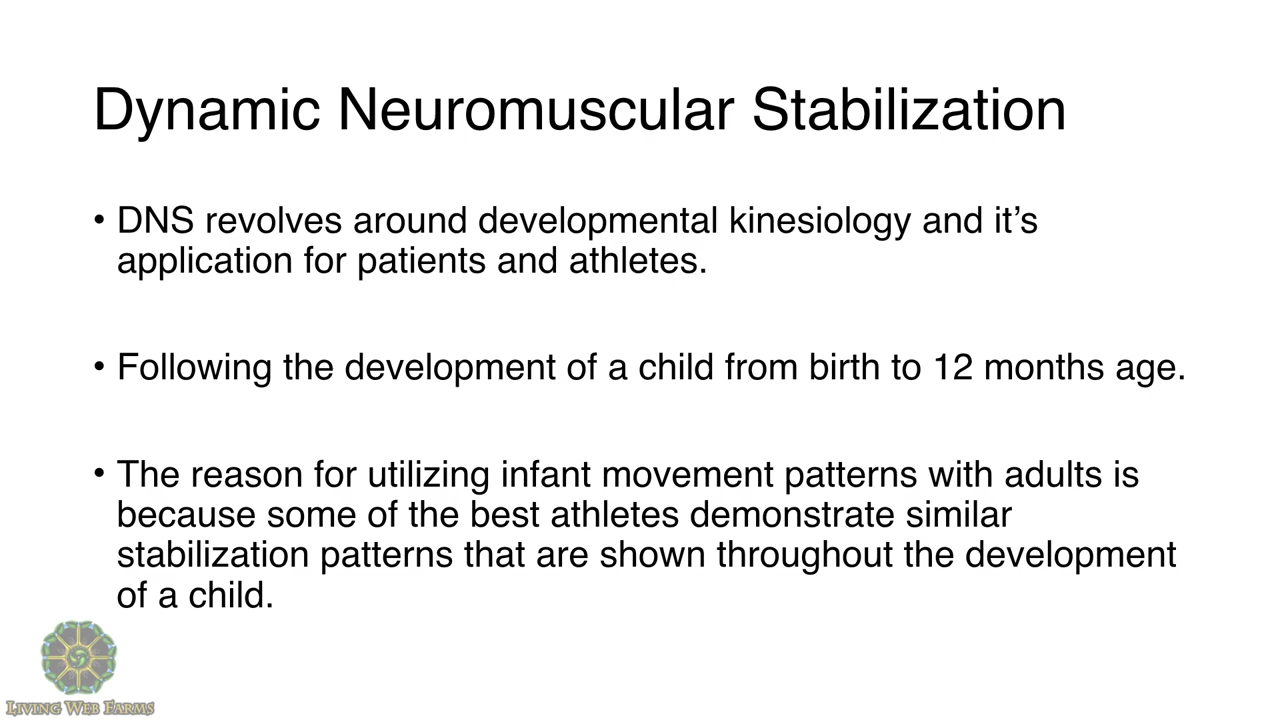 Dynamic Neuromuscular Stabilization
• DNS revolves around developmental kinesiology and it’s
application for patients and athletes.
• Following the development of a child from birth to 12 months age.
• The reason for utilizing infant movement patterns with adults is
because some of the best athletes demonstrate similar
stabilization patterns that are shown throughout the development
of a child.
Living Web Farms